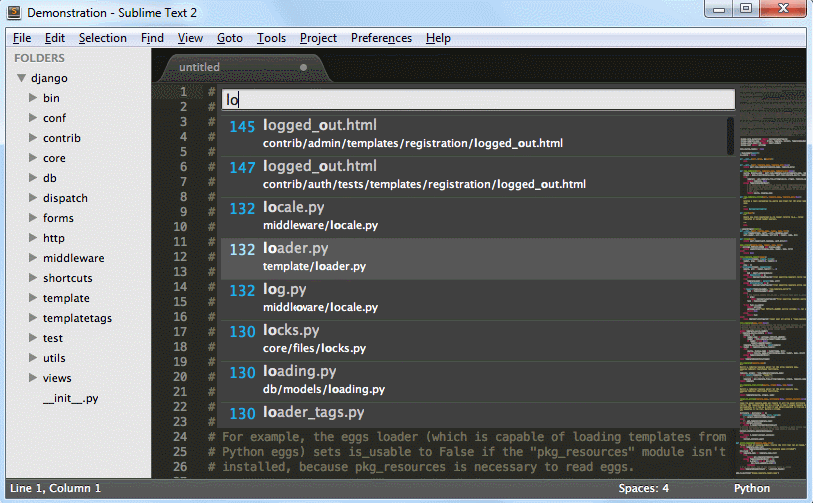 Demonstration - Sublime Text 2
File Edit Selection Find View Goto Tools Project Preferences Help
FOLDERS
django
bin
conf
contrib
core
db
dispatch
forms
http
middleware
shortcuts
template
templatetags
test
utils
views
__init__.py
untitled
lo
145 logged_out.html
contrib/admin/templates/registration/logged_out.html
147 logged_out.html
contrib/auth/tests/templates/registration/logged_out.html
132 locale.py
middleware/locale.py
132 loader.py
template/loader.py
132 log.py
middlkovare/locale.py
130 locks.py
core/files/locks.py
130 loading.py
db/models/loading.py
130 loader_tags.py
1 #
2 #
3 #
4 #
5 #
6 #
7 #
8 #
9 #
10 #
11 #
12 #
13 #
14 #
15 #
16 #
17 #
18 #
19 #
20 #
21 #
22 #
23 #
24 # For example, the eggs loader (which is capable of loading templates from
25 # Python eggs) sets is_usable to False if the "pkg_resources" module isn't
26 # installed, because pkg_resources is necessary to read eggs.
Line 1, Column 1 Spaces: 4 Python